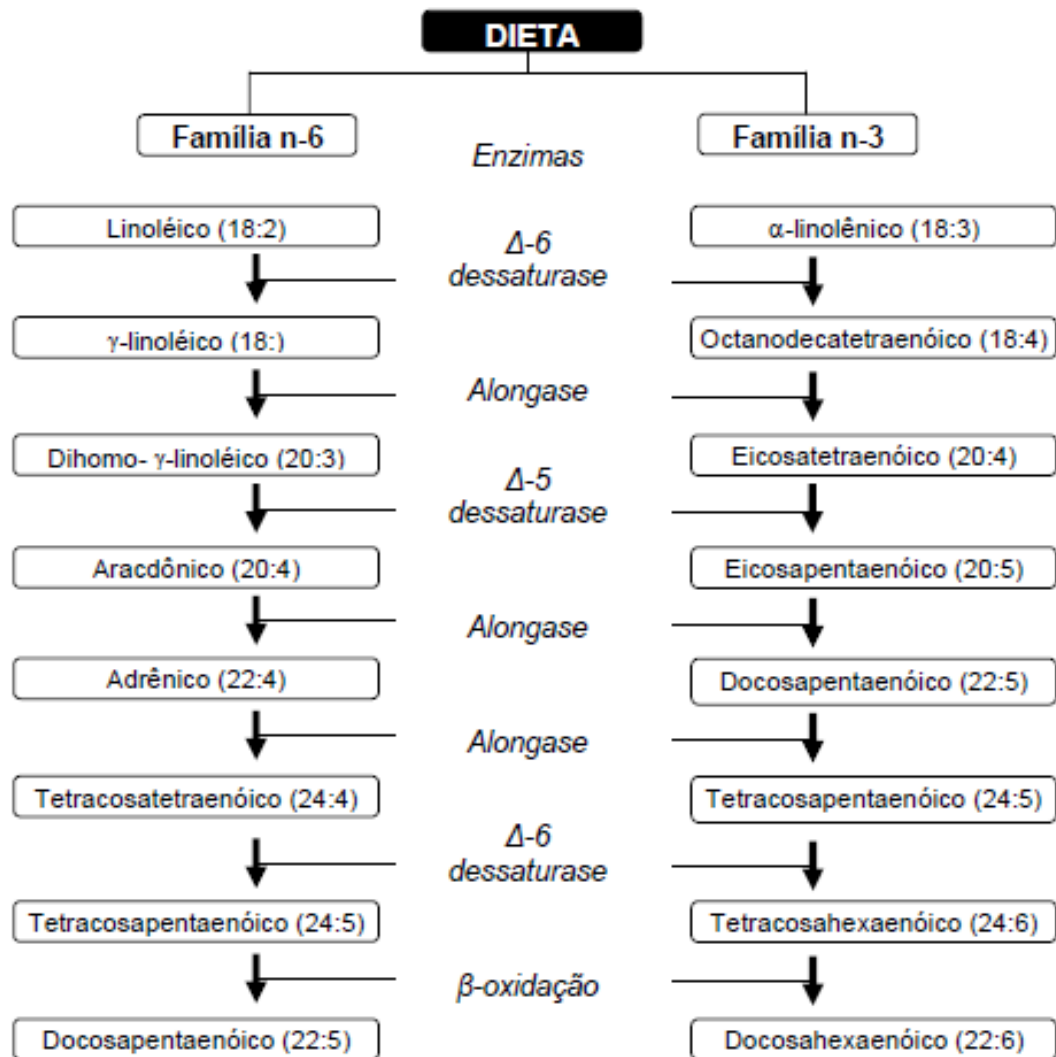 DIETA
Família n-6
Família n-3
Enzimas
Linoléico (18:2)
α-linolênico (18:3)
Δ-6
dessaturase
γ-linoléico (18:)
Octanodecatetraenóico (18:4)
Alongase
Dihomo- γ-linoléico (20:3)
Eicosatetraenóico (20:4)
Δ-5
dessaturase
Aracdônico (20:4)
Eicosapentaenóico (20:5)
Alongase
Adrênico (22:4)
Docosapentaenóico (22:5)
Alongase
Tetracosatetraenóico (24:4)
Tetracosapentaenóico (24:5)
Δ-6
dessaturase
Tetracosapentaenóico (24:5)
Tetracosahexaenóico (24:6)
β-oxidação
Docosapentaenóico (22:5)
Docosahexaenóico (22:6)